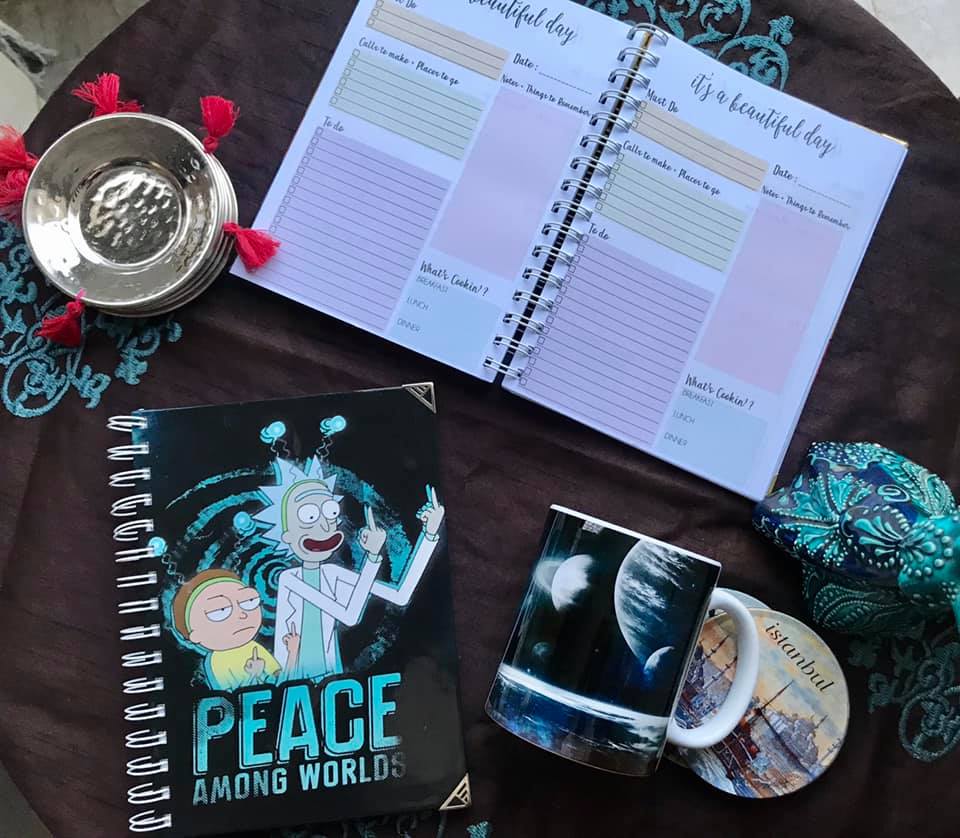 beautiful day
Must Do
Date :
Calls to make + Places to go
Notes + Things to Remember
To do
What's Cookin' ?
BREAKFAST
LUNCH
DINNER
it's a beautiful day
Must Do
Date :
Calls to make + Places to go
Notes + Things to Remember
To do
What's Cookin' ?
BREAKFAST
LUNCH
DINNER
PEACE
AMONG WORLDS
istanbul